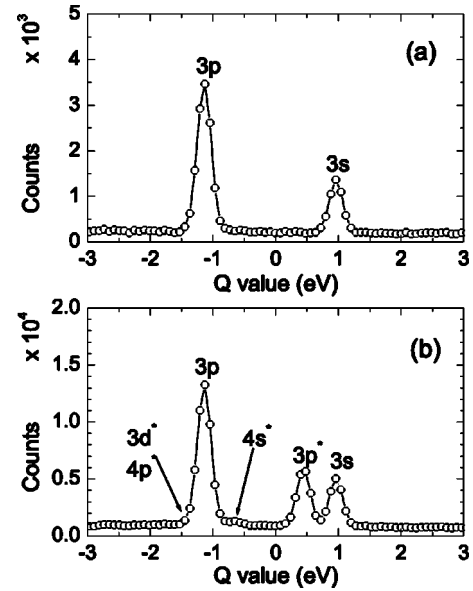 x 10³
5
4
3
2
1
0
Counts
(a)
3p
3s
-3 -2 -1 0 1 2 3
Q value (eV)
x 10⁴
2.0
1.5
1.0
0.5
0.0
Counts
(b)
3p
3d*
4p*
4s*
3p*
3s
-3 -2 -1 0 1 2 3
Q value (eV)